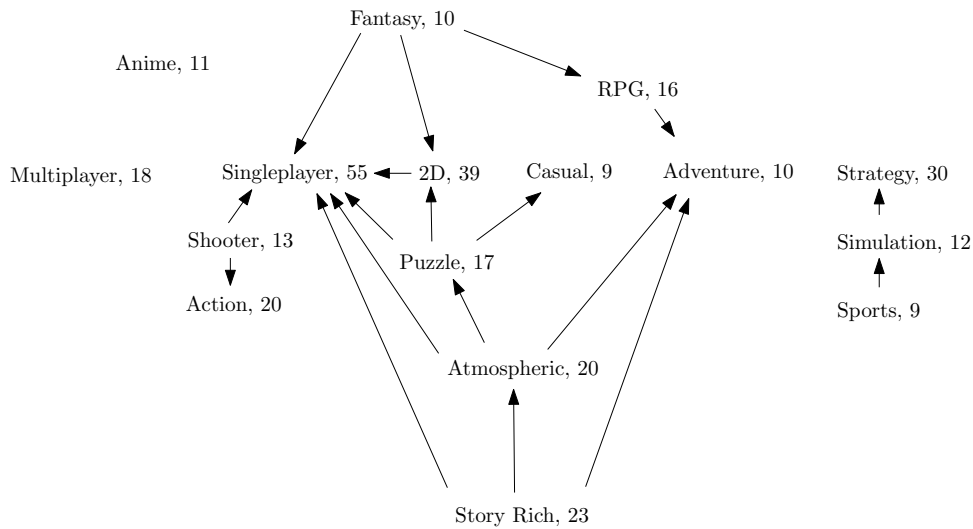 Fantasy, 10
Anime, 11
RPG, 16
Multiplayer, 18
Singleplayer, 55
2D, 39
Casual, 9
Adventure, 10
Strategy, 30
Shooter, 13
Simulation, 12
Puzzle, 17
Action, 20
Sports, 9
Atmospheric, 20
Story Rich, 23